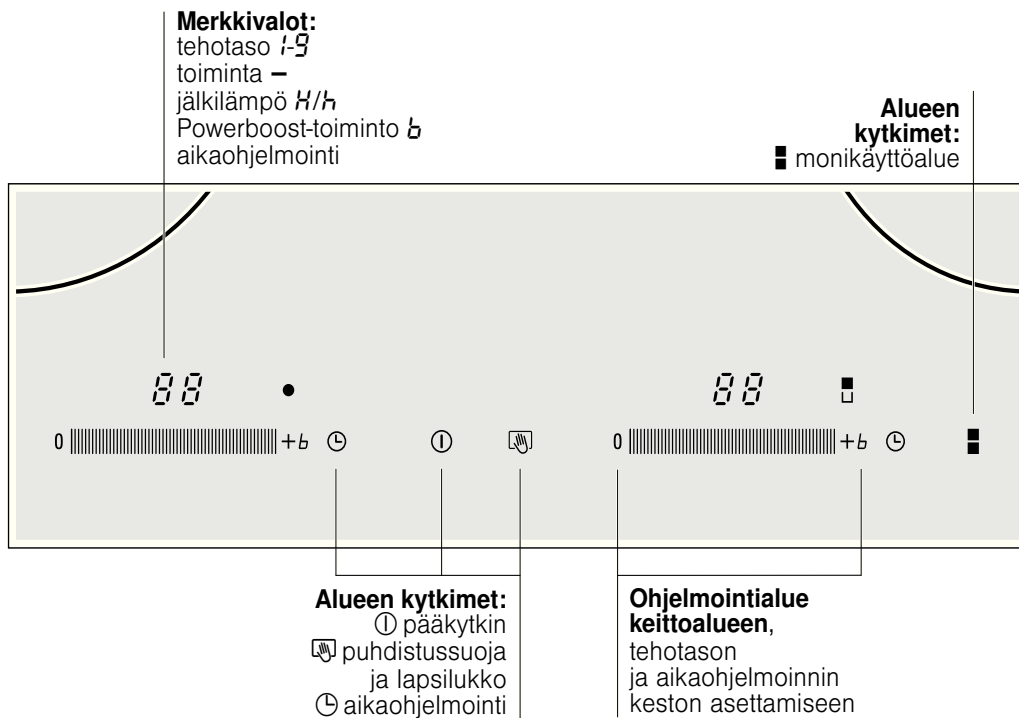 Merkkivalot:
tehotaso 1-9
toiminta −
jälkilämpö H/h
Powerboost-toiminto b
aikaohjelmointi
Alueen
kytkimet:
monikäyttöalue
88
88
0 +b
0 +b
Alueen kytkimet:
pääkytkin
puhdistussuoja
ja lapsilukko
aikaohjelmointi
Ohjelmointialue
keittoalueen,
tehotason
ja aikaohjelmoinnin
keston asettamiseen